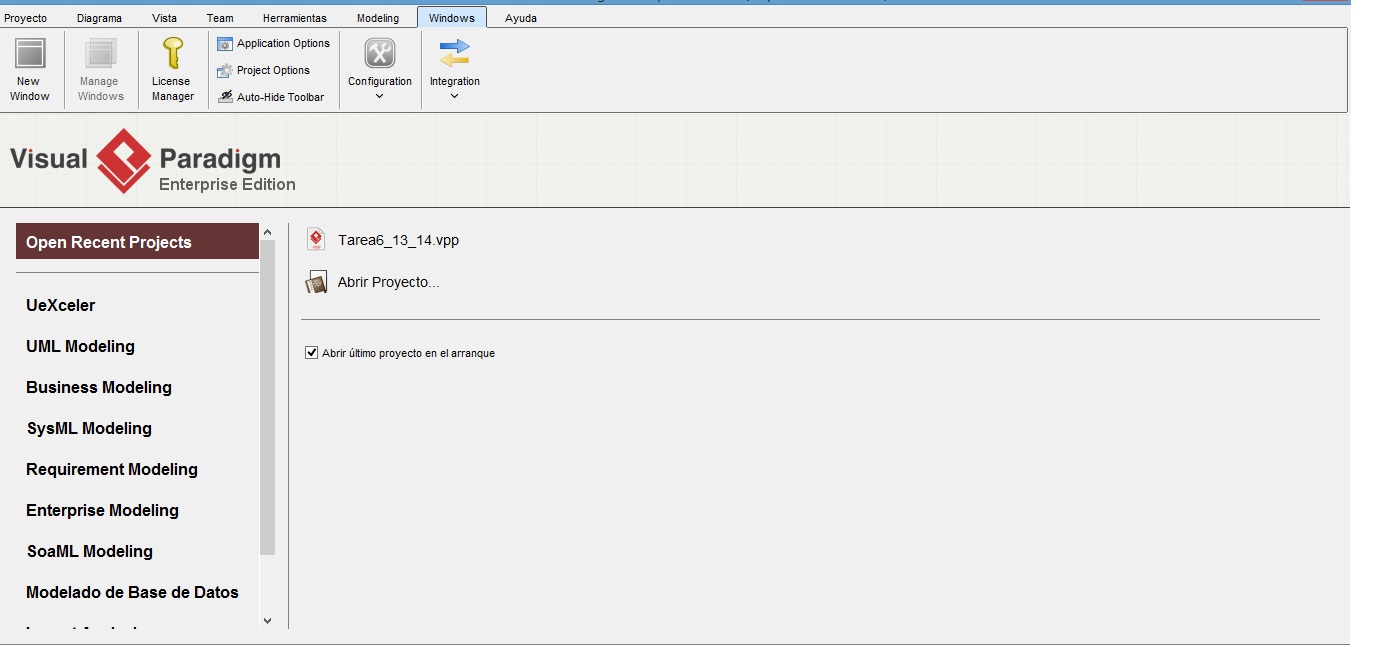 Proyecto Diagrama Vista Team Herramientas Modeling Windows Ayuda
New Window
Manage Windows
License Manager
Application Options
Project Options
Auto-Hide Toolbar
Configuration
Integration
Visual Paradigm
Enterprise Edition
Open Recent Projects
UeXceler
UML Modeling
Business Modeling
SysML Modeling
Requirement Modeling
Enterprise Modeling
SoaML Modeling
Modelado de Base de Datos
Tarea6_13_14.vpp
Abrir Proyecto...
Abrir último proyecto en el arranque